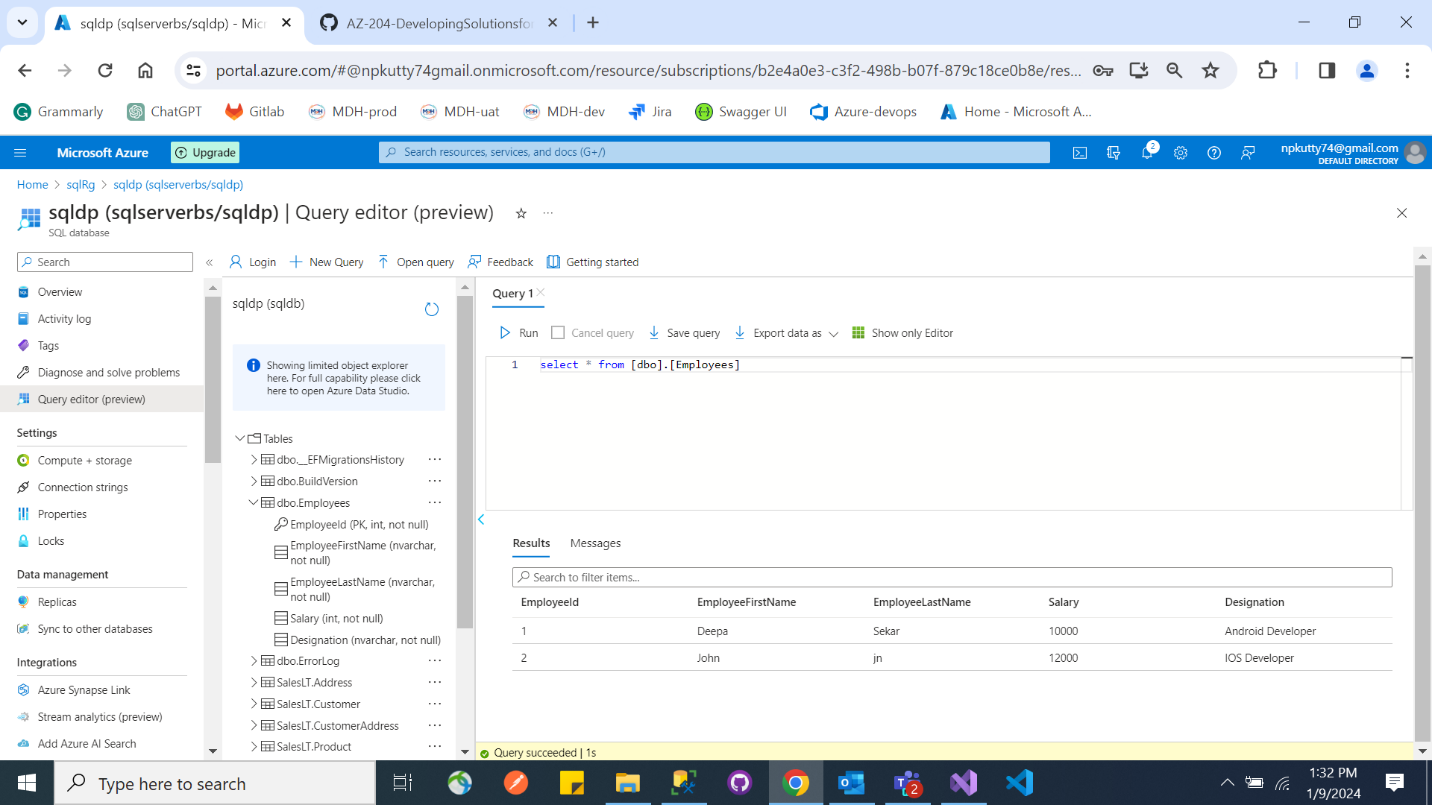 sqldp (sqlserverbs/sqldp) - Micr
AZ-204-DevelopingSolutionsfor
portal.azure.com/#@npkutty74gmail.onmicrosoft.com/resource/subscriptions/b2e4a0e3-c3f2-498b-b07f-879c18ce0b8e/res...
Grammarly ChatGPT Gitlab MDH-prod MDH-uat MDH-dev Jira Swagger UI Azure-devops Home - Microsoft A...
Microsoft Azure Upgrade Search resources, services, and docs (G+/) 2 npkutty74@gmail.com
DEFAULT DIRECTORY
Home > sqlRg > sqldp (sqlserverbs/sqldp)
sqldp (sqlserverbs/sqldp) | Query editor (preview) ...
SQL database
Search
Overview
Activity log
Tags
Diagnose and solve problems
Query editor (preview)
Settings
Compute + storage
Connection strings
Properties
Locks
Data management
Replicas
Sync to other databases
Integrations
Azure Synapse Link
Stream analytics (preview)
Add Azure AI Search
Login New Query Open query Feedback Getting started
sqldp (sqldb)
Showing limited object explorer
here. For full capability please click
here to open Azure Data Studio.
Tables
dbo.__EFMigrationsHistory ...
dbo.BuildVersion ...
dbo.Employees ...
EmployeeId (PK, int, not null)
EmployeeFirstName (nvarchar,
not null)
EmployeeLastName (nvarchar,
not null)
Salary (int, not null)
Designation (nvarchar, not null)
dbo.ErrorLog ...
SalesLT.Address ...
SalesLT.Customer ...
SalesLT.CustomerAddress ...
SalesLT.Product ...
Query 1
Run Cancel query Save query Export data as Show only Editor
1 select * from [dbo].[Employees]
Results Messages
Search to filter items...
EmployeeId EmployeeFirstName EmployeeLastName Salary Designation
1 Deepa Sekar 10000 Android Developer
2 John jn 12000 IOS Developer
Query succeeded | 1s
Type here to search
2
1:32 PM
1/9/2024